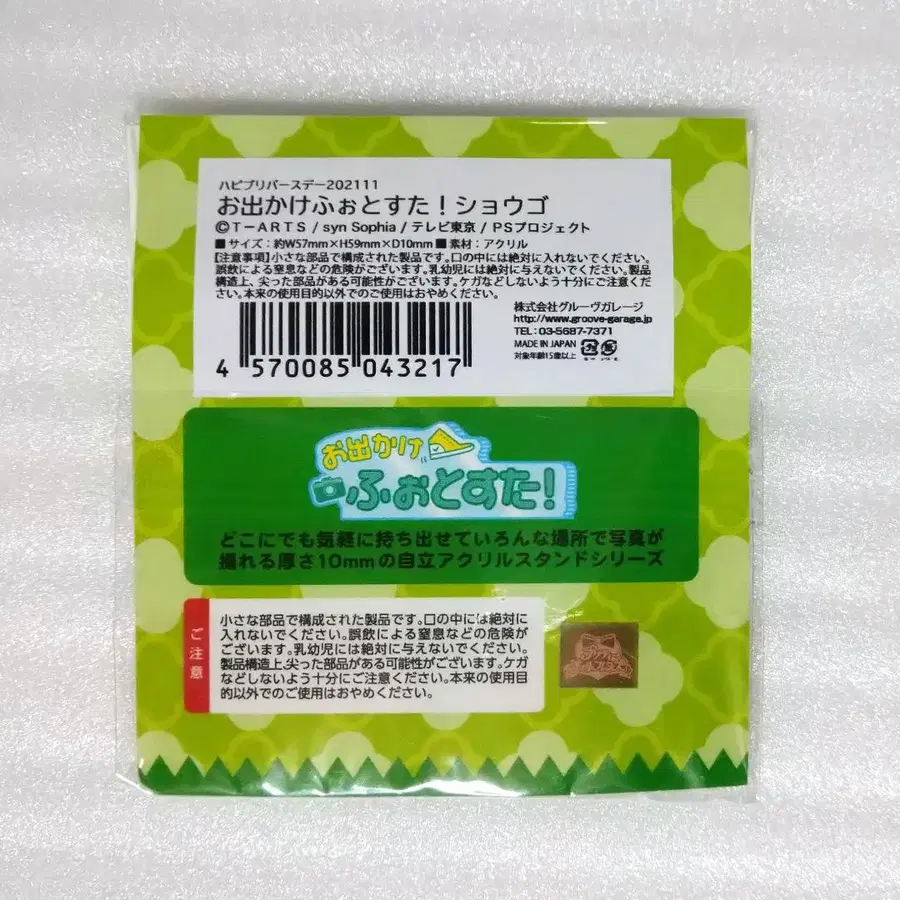 ハピプリバースデー202111
お出かけふぉとすた！ショウゴ
©T-ARTS / syn Sophia / テレビ東京 / PSプロジェクト
■サイズ：約W57mm×H59mm×D10mm■素材：アクリル
【注意事項】小さな部品で構成された製品です。口の中には絶対に入れないでください。
誤飲による窒息などの危険がございます。乳幼児には絶対に与えないでください。製品
構造上、尖った部品がある可能性がございます。ケガなどしないよう十分にご注意くだ
さい。本来の使用目的以外でのご使用はおやめください。
株式会社グルーヴガレージ
http://www.groove-garage.jp
TEL：03-5687-7371
MADE IN JAPAN
対象年齢15歳以上
4 570085 043217
お出かけ
ふぉとすた！
どこにでも気軽に持ち出せていろんな場所で写真が
撮れる厚さ10mmの自立アクリルスタンドシリーズ
ご注意
小さな部品で構成された製品です。口の中には絶対に
入れないでください。誤飲による窒息などの危険が
ございます。乳幼児には絶対に与えないでください。
製品構造上、尖った部品がある可能性がございます。ケガ
などしないよう十分にご注意ください。本来の使用目
的以外でのご使用はおやめください。